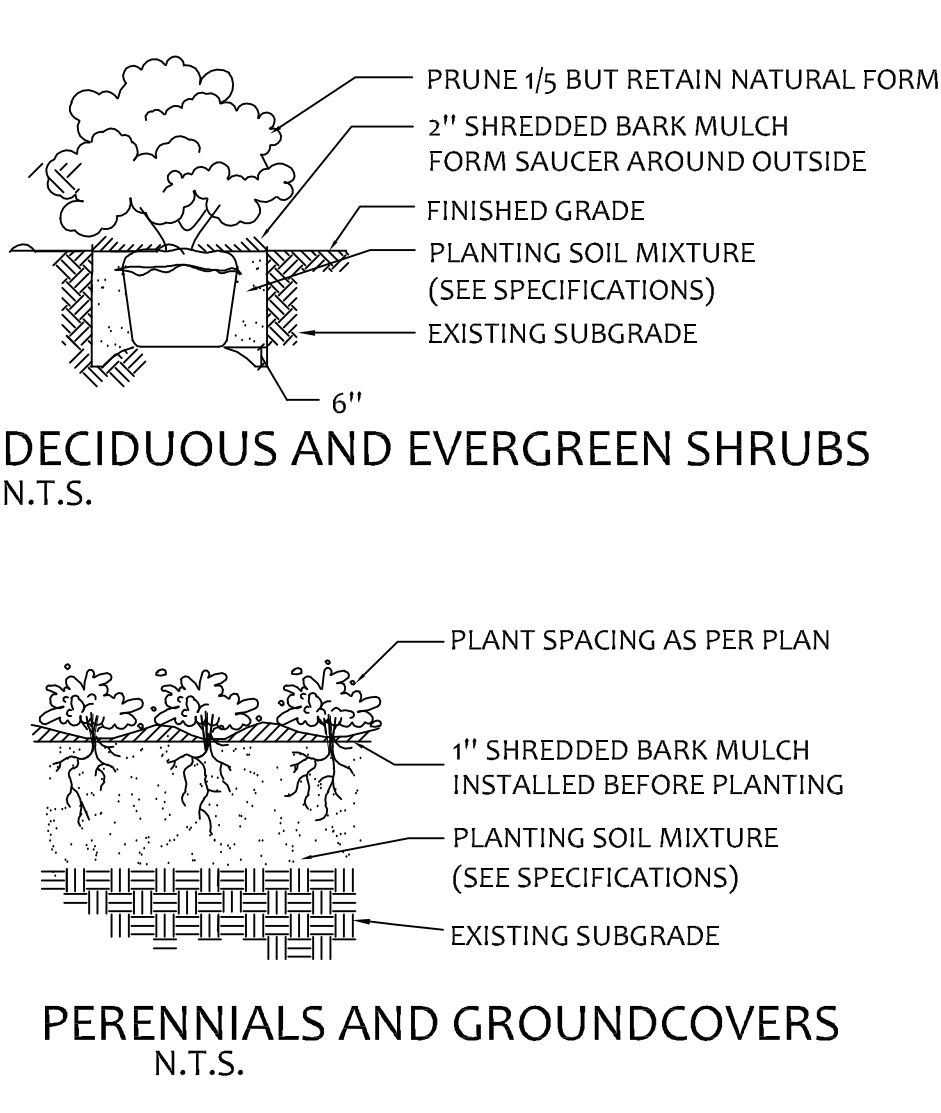 PRUNE 1/5 BUT RETAIN NATURAL FORM
2" SHREDDED BARK MULCH
FORM SAUCER AROUND OUTSIDE
FINISHED GRADE
PLANTING SOIL MIXTURE
(SEE SPECIFICATIONS)
EXISTING SUBGRADE
6"
DECIDUOUS AND EVERGREEN SHRUBS
N.T.S.
PLANT SPACING AS PER PLAN
1" SHREDDED BARK MULCH
INSTALLED BEFORE PLANTING
PLANTING SOIL MIXTURE
(SEE SPECIFICATIONS)
EXISTING SUBGRADE
PERENNIALS AND GROUNDCOVERS
N.T.S.